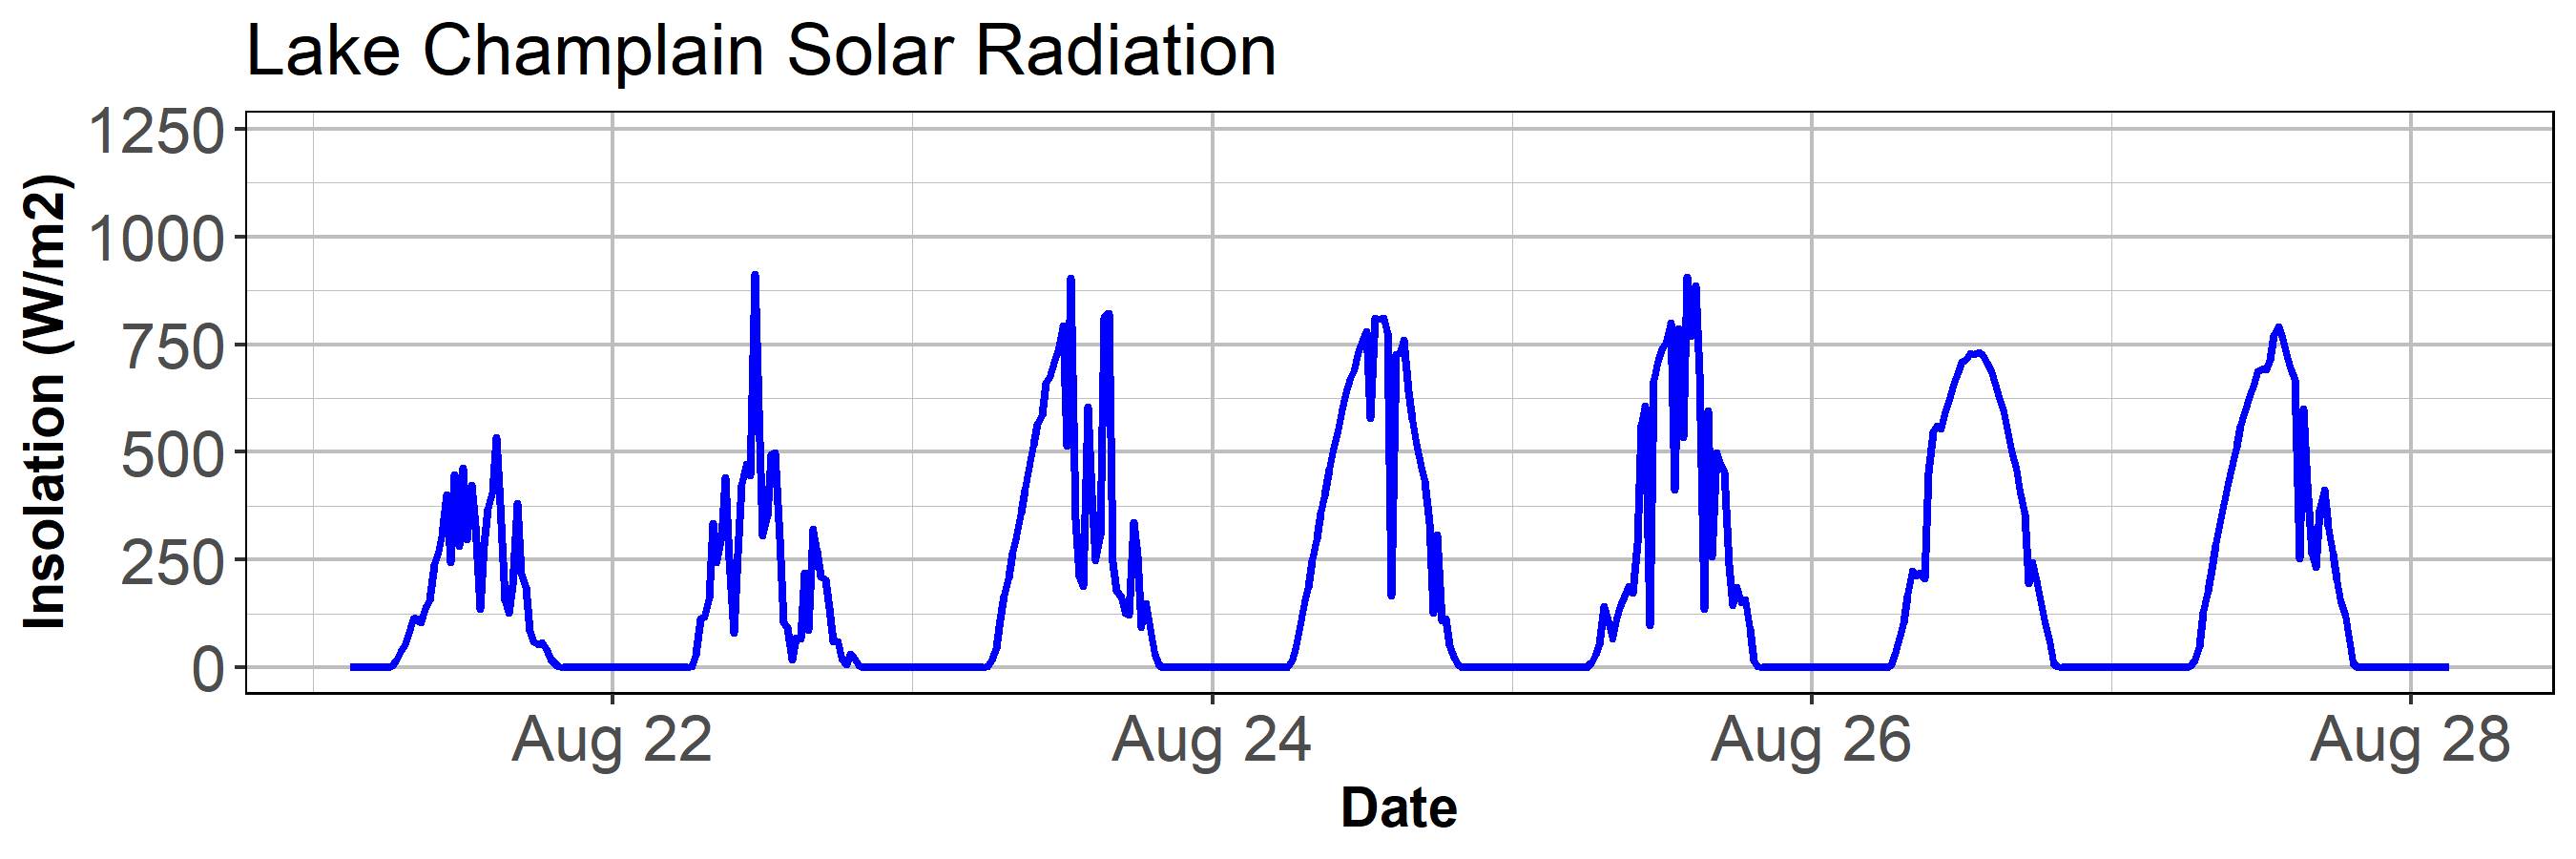 Lake Champlain Solar Radiation
Insolation (W/m2)
1250
1000
750
500
250
0
Aug 22 Aug 24 Aug 26 Aug 28
Date